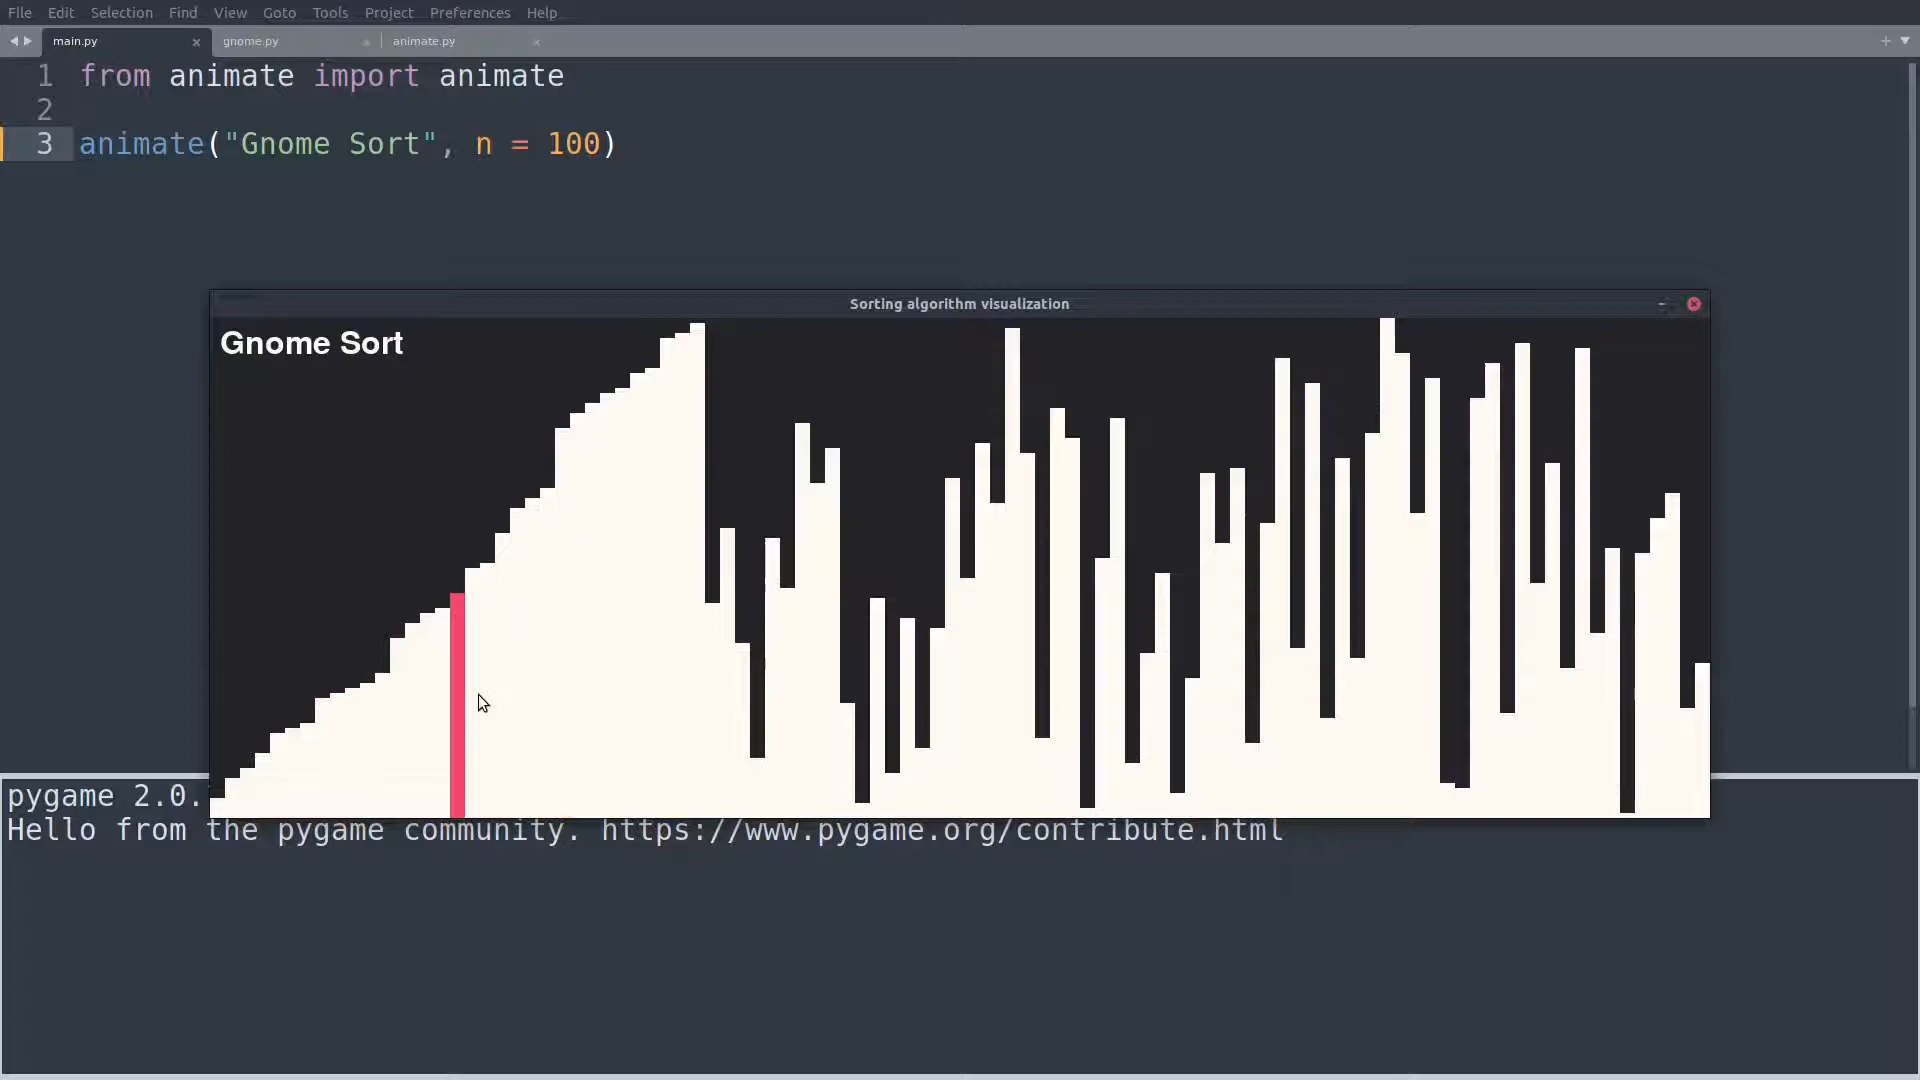 File Edit Selection Find View Goto Tools Project Preferences Help
main.py × gnome.py × animate.py ×
1 from animate import animate
2
3 animate("Gnome Sort", n = 100)
Sorting algorithm visualization
Gnome Sort
pygame 2.0.
Hello from the pygame community. https://www.pygame.org/contribute.html